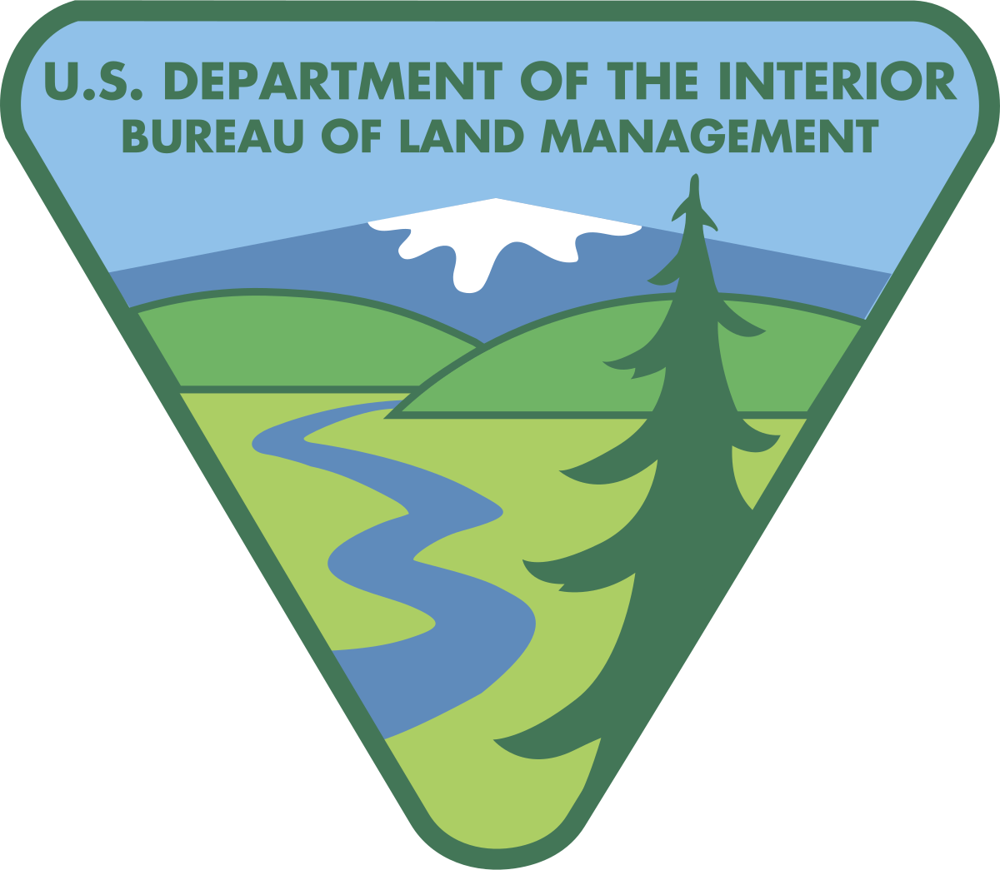 U.S. DEPARTMENT OF THE INTERIOR
BUREAU OF LAND MANAGEMENT